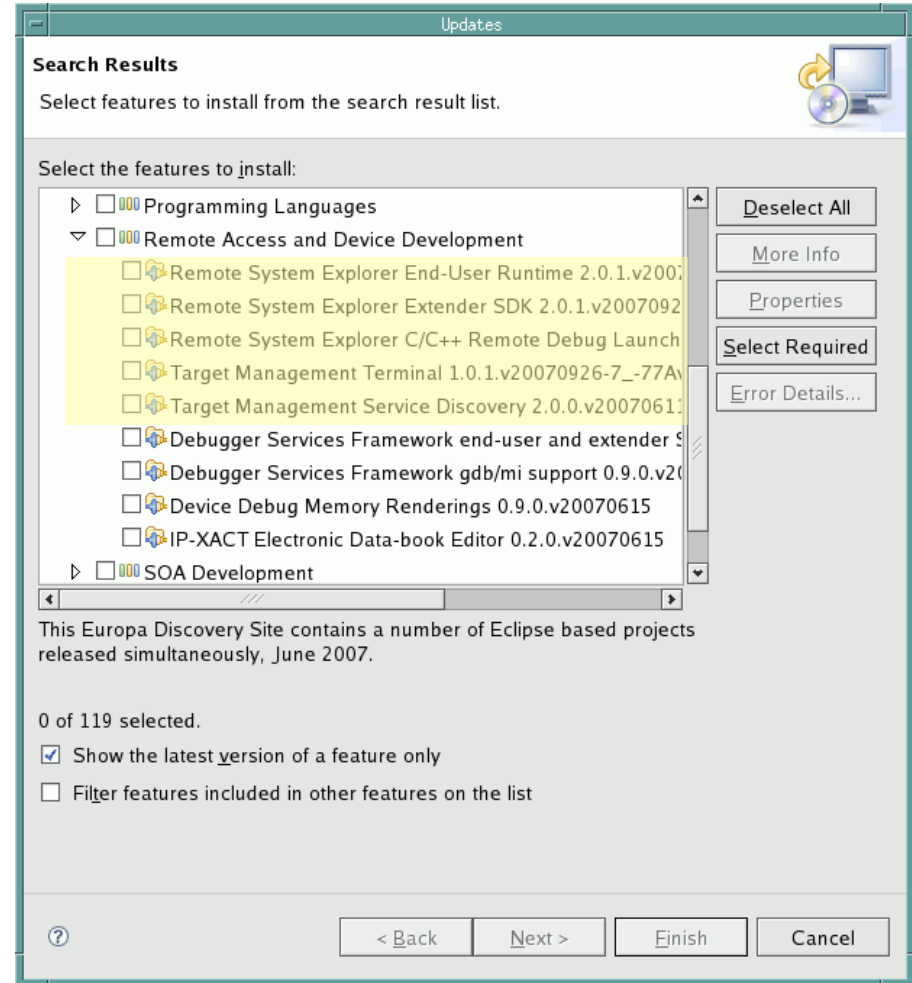 Updates
Search Results
Select features to install from the search result list.
Select the features to install:
Programming Languages
Remote Access and Device Development
Remote System Explorer End-User Runtime 2.0.1.v2007
Remote System Explorer Extender SDK 2.0.1.v2007092
Remote System Explorer C/C++ Remote Debug Launch
Target Management Terminal 1.0.1.v20070926-7_-77Av
Target Management Service Discovery 2.0.0.v2007061
Debugger Services Framework end-user and extender S
Debugger Services Framework gdb/mi support 0.9.0.v20
Device Debug Memory Renderings 0.9.0.v20070615
IP-XACT Electronic Data-book Editor 0.2.0.v20070615
SOA Development
Deselect All
More Info
Properties
Select Required
Error Details...
This Europa Discovery Site contains a number of Eclipse based projects
released simultaneously, June 2007.
0 of 119 selected.
Show the latest version of a feature only
Filter features included in other features on the list
?
< Back
Next >
Finish
Cancel